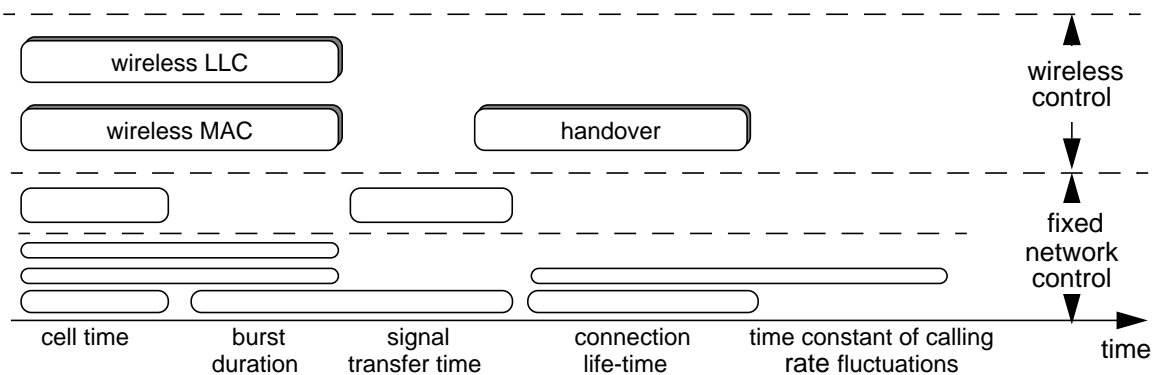 wireless LLC
wireless MAC
handover
wireless
control
fixed
network
control
cell time
burst
duration
signal
transfer time
connection
life-time
time constant of calling
rate fluctuations
time